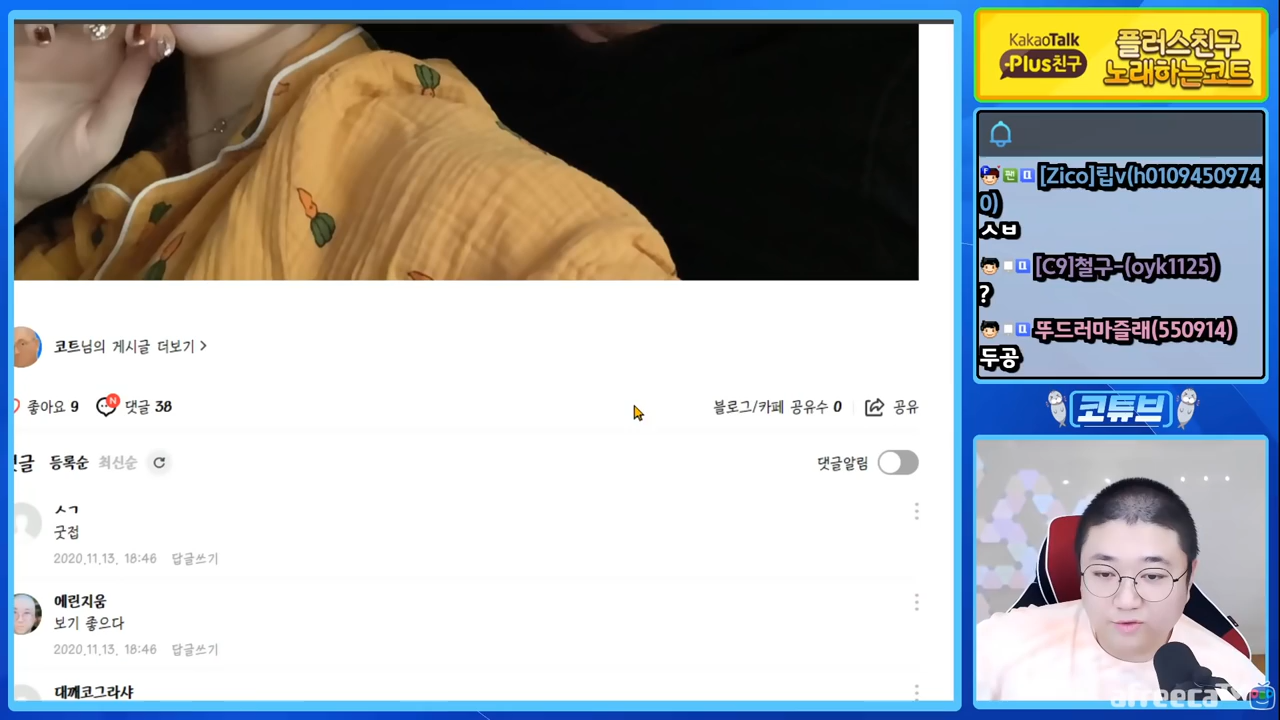 KakaoTalk
Plus친구
플러스친구
노래하는코트
[Zico]립v(h0109450974
0)
ㅅㅂ
[C9]철구-(oyk1125)
?
뚜드러마즐래(550914)
두공
코튜브
코트님의 게시글 더보기 >
좋아요 9 댓글 38
블로그/카페 공유수 0 공유
댓글 등록순 최신순
댓글알림
ㅅㄱ
굿접
2020.11.13. 18:46 답글쓰기
에린지움
보기 좋으다
2020.11.13. 18:46 답글쓰기
대깨코그라샤
afreecaTV